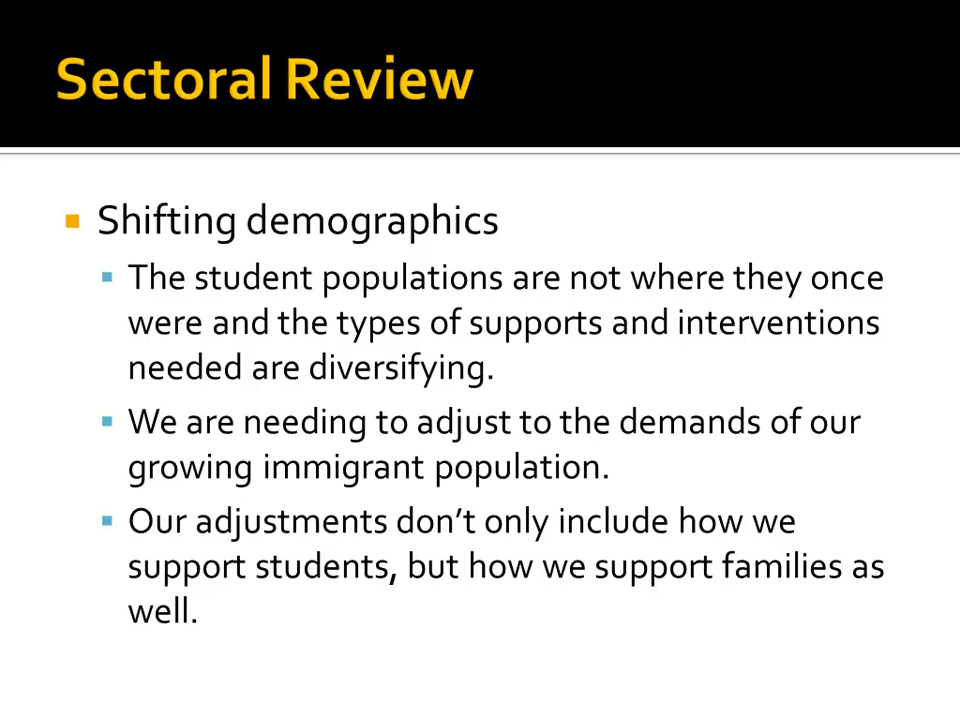 Sectoral Review
Shifting demographics
The student populations are not where they once
were and the types of supports and interventions
needed are diversifying.
We are needing to adjust to the demands of our
growing immigrant population.
Our adjustments don’t only include how we
support students, but how we support families as
well.